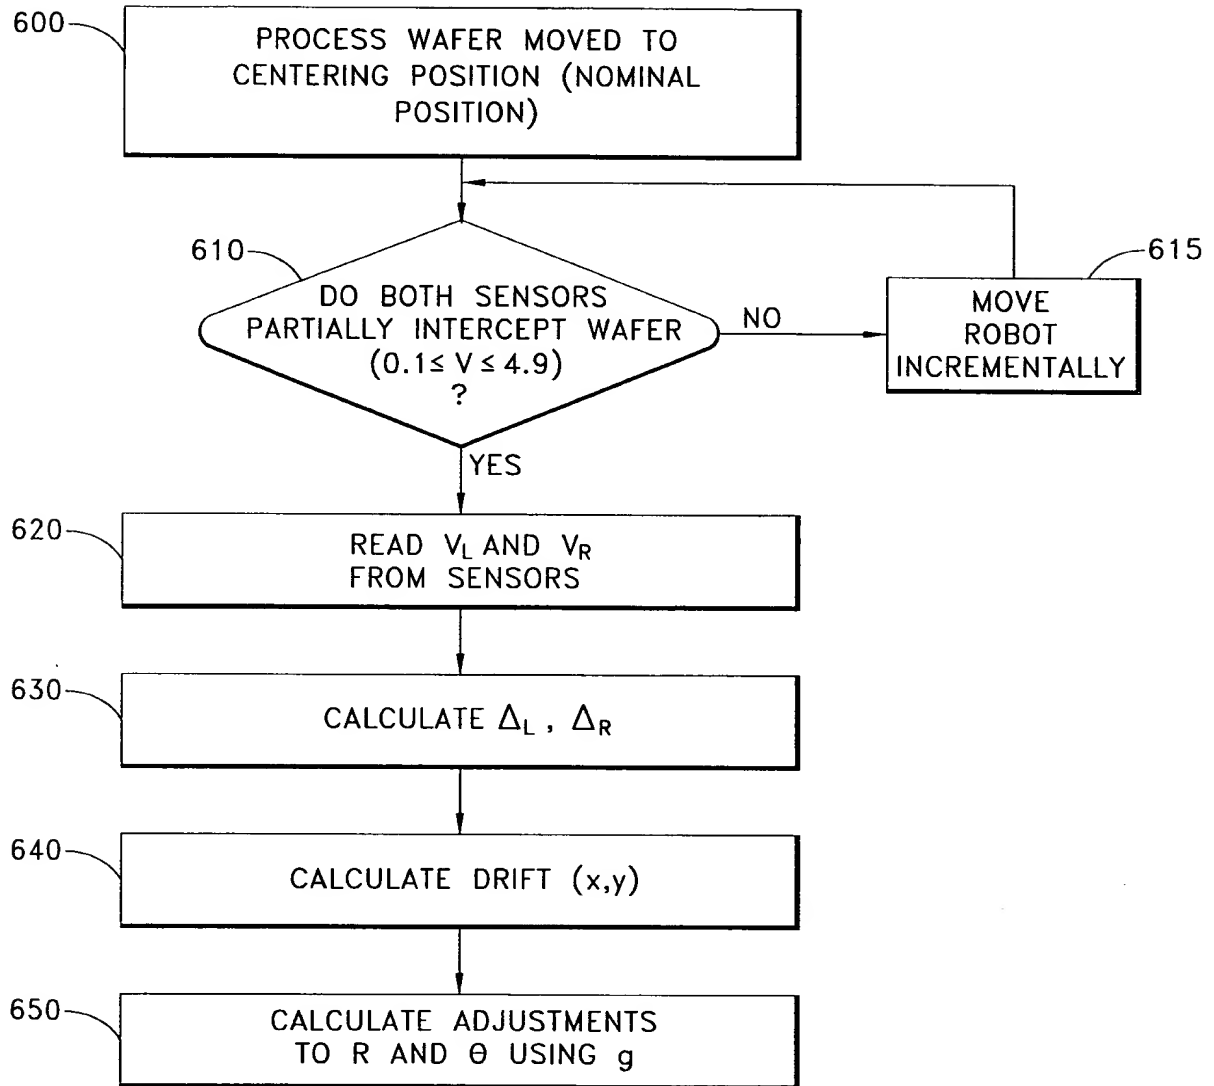 600
PROCESS WAFER MOVED TO
CENTERING POSITION (NOMINAL
POSITION)
610
DO BOTH SENSORS
PARTIALLY INTERCEPT WAFER
(0.1≤ V ≤ 4.9)
?
NO
615
MOVE
ROBOT
INCREMENTALLY
YES
620
READ V_L AND V_R
FROM SENSORS
630
CALCULATE Δ_L , Δ_R
640
CALCULATE DRIFT (x,y)
650
CALCULATE ADJUSTMENTS
TO R AND θ USING g